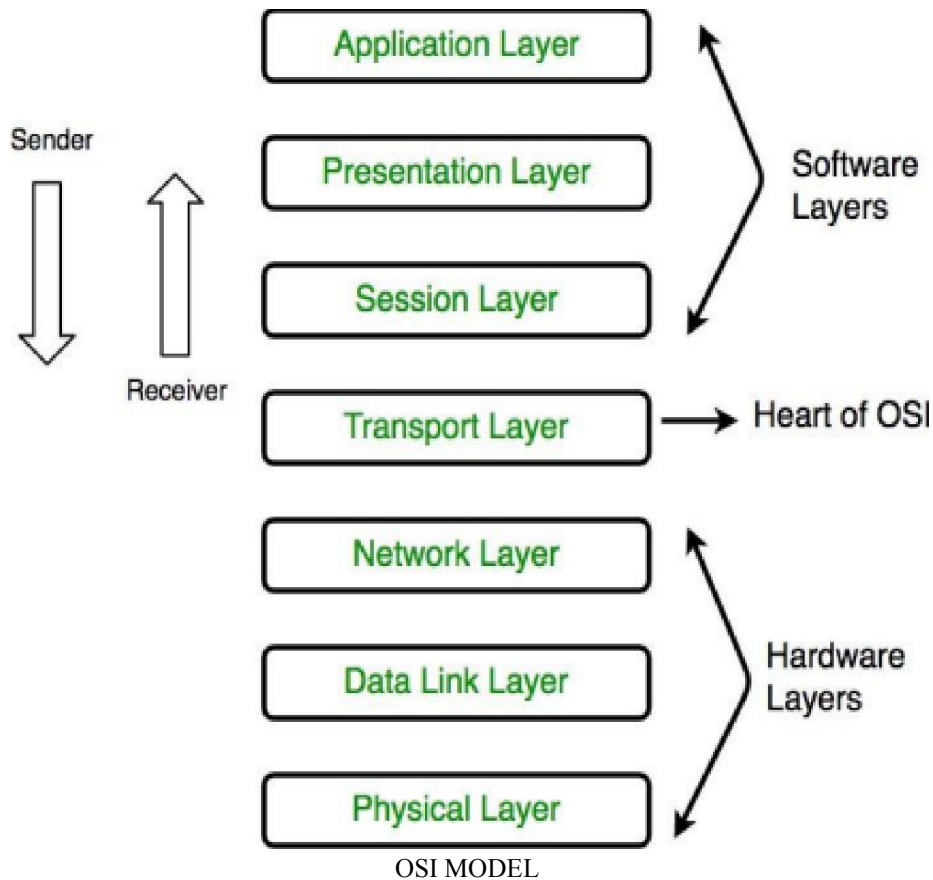 Application Layer
Sender
Presentation Layer
Software
Layers
Session Layer
Receiver
Transport Layer
Heart of OSI
Network Layer
Hardware
Layers
Data Link Layer
Physical Layer
OSI MODEL